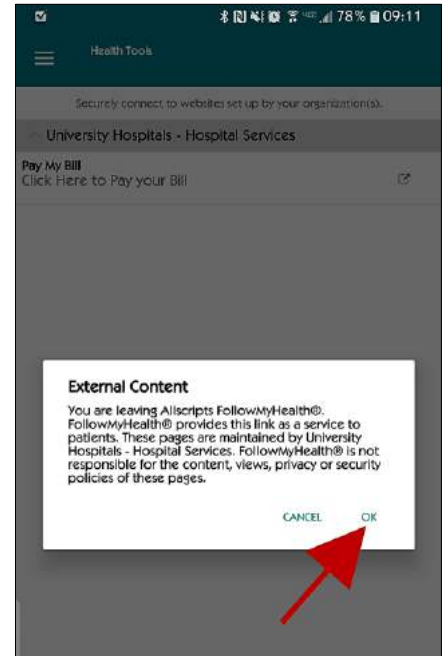 78% 09:11
Health Tools
Securely connect to websites set up by your organization(s).
University Hospitals - Hospital Services
Pay My Bill
Click Here to Pay your Bill
External Content
You are leaving Allscripts FollowMyHealth®.
FollowMyHealth® provides this link as a service to
patients. These pages are maintained by University
Hospitals - Hospital Services. FollowMyHealth® is not
responsible for the content, views, privacy or security
policies of these pages.
CANCEL OK